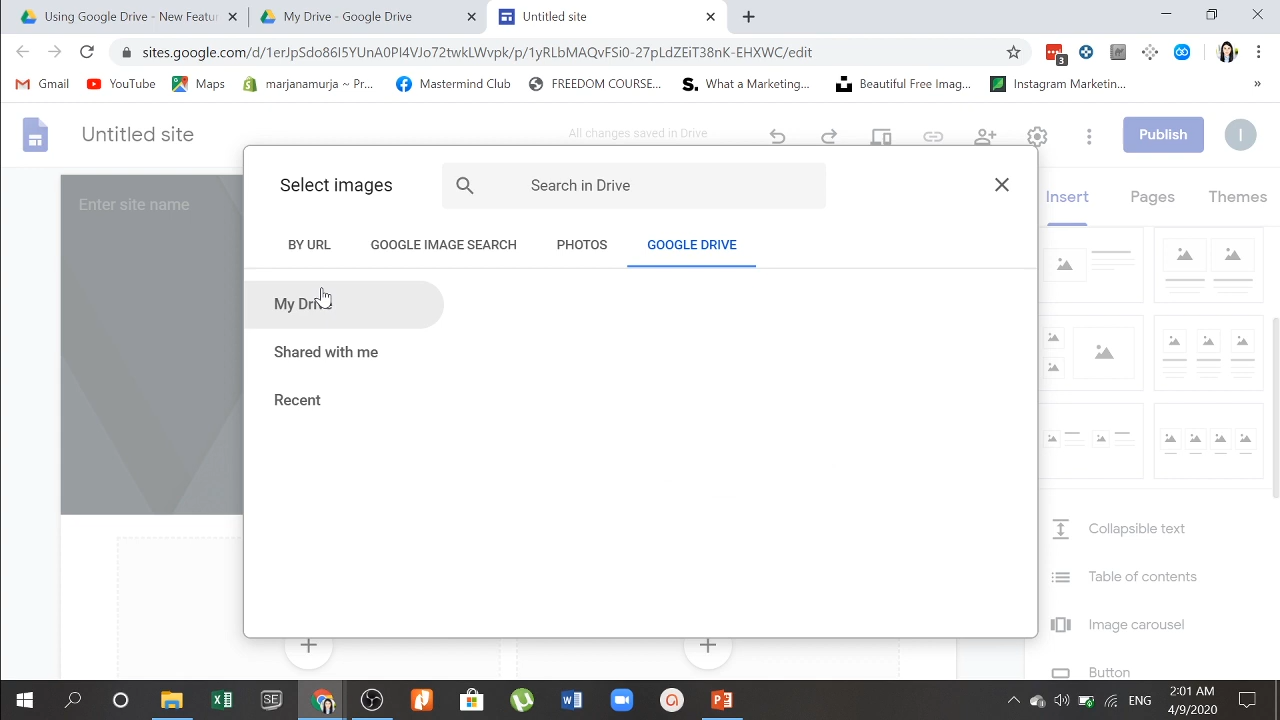 Using Google Drive - New Featur
My Drive - Google Drive
Untitled site
sites.google.com/d/1erJpSdo86I5YUnA0PI4VJo72twkLWvpk/p/1yRLbMAQvFSi0-27pLdZEiT38nK-EHXWC/edit
3
Gmail
YouTube
Maps
marjanamurja ~ Pr...
Mastermind Club
FREEDOM COURSE...
What a Marketing...
Beautiful Free Imag...
Instagram Marketin...
»
Untitled site
All changes saved in Drive
Publish
I
Enter site name
Select images
Search in Drive
Insert
Pages
Themes
BY URL
GOOGLE IMAGE SEARCH
PHOTOS
GOOGLE DRIVE
My Drive
Shared with me
Recent
Collapsible text
Table of contents
Image carousel
Button
ENG
2:01 AM
4/9/2020